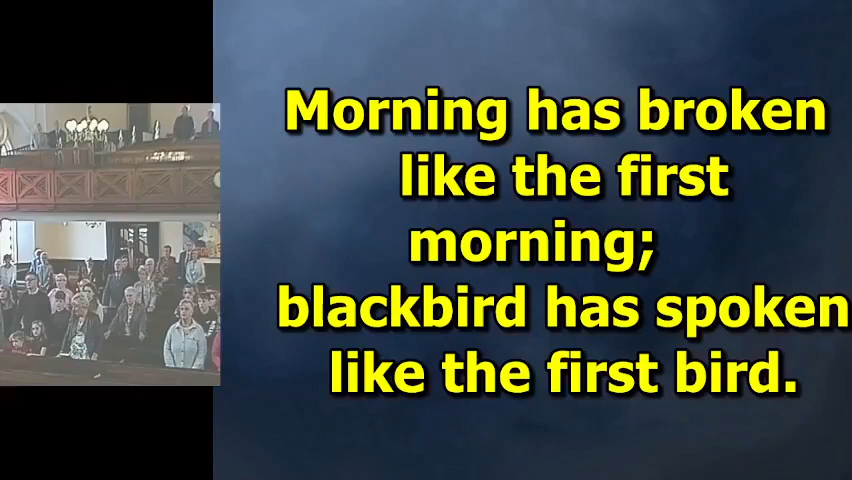 Morning has broken
like the first
morning;
blackbird has spoken
like the first bird.